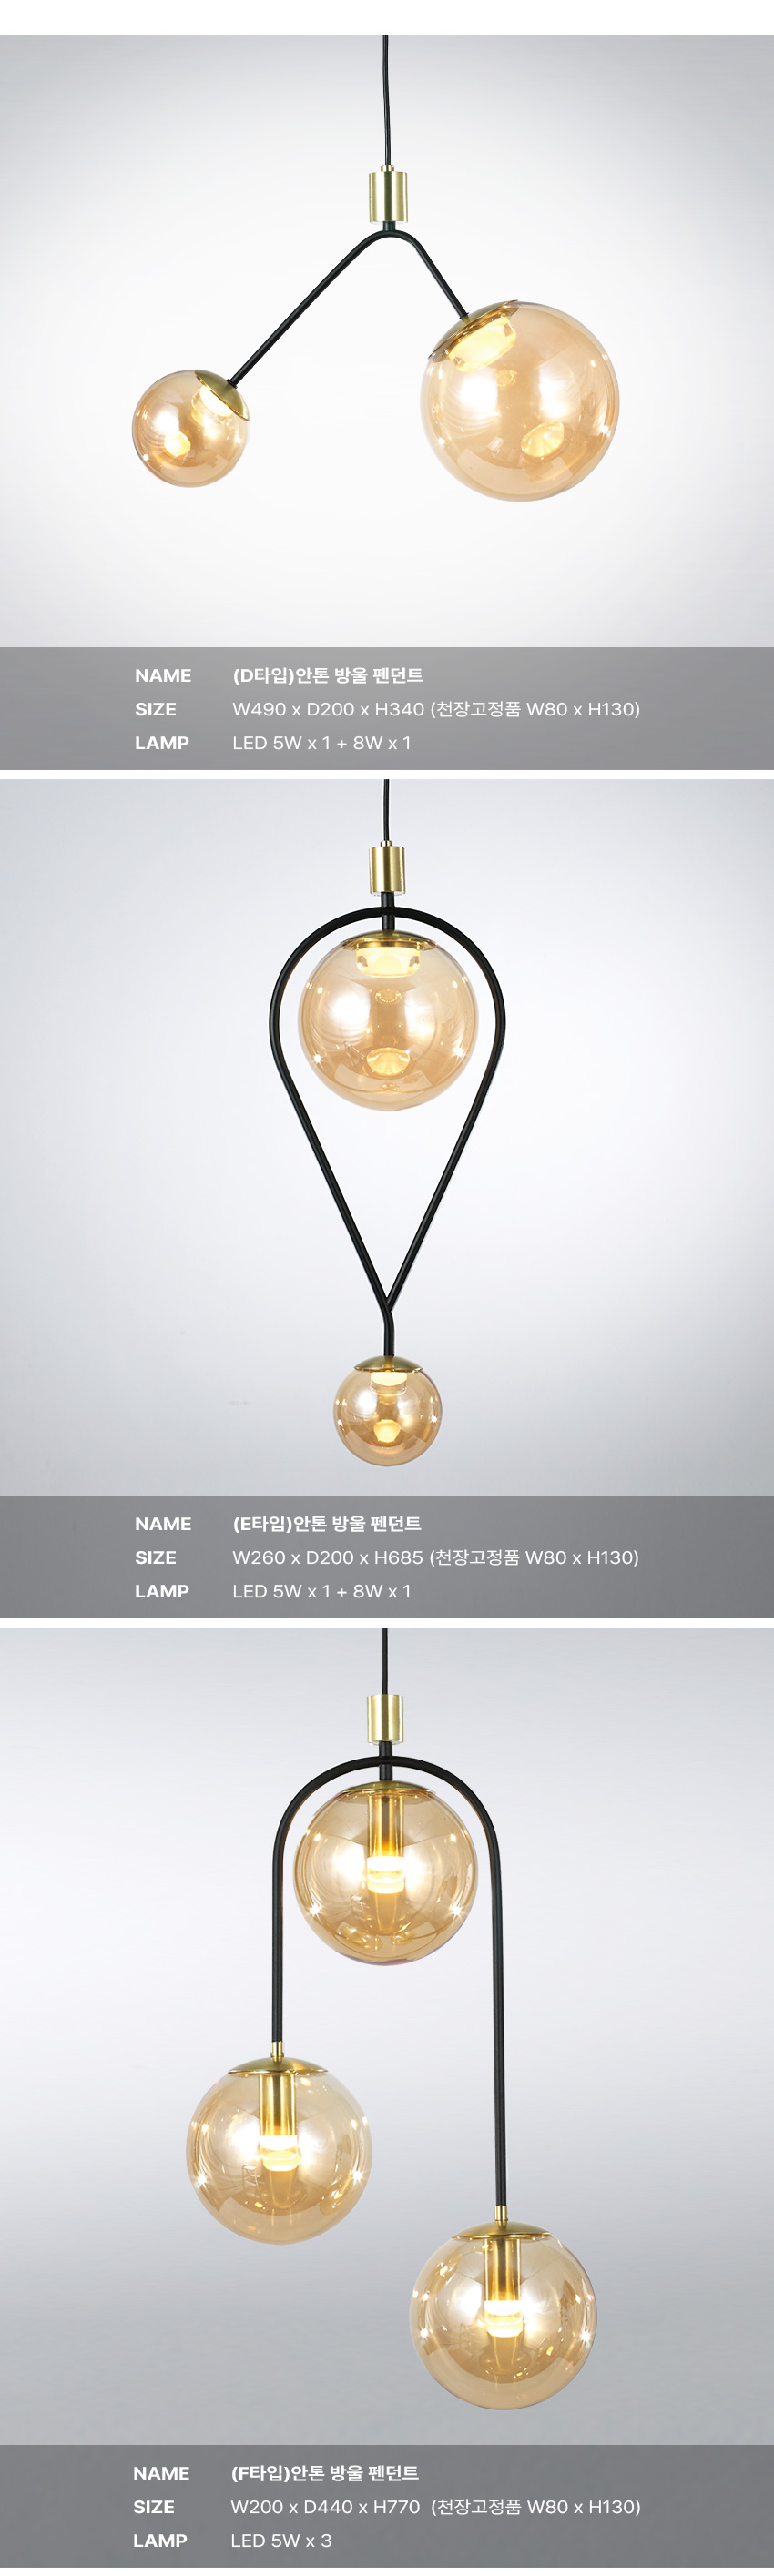 NAME (D타입)안톤 방울 펜던트
SIZE W490 x D200 x H340 (천장고정품 W80 x H130)
LAMP LED 5W x 1 + 8W x 1
NAME (E타입)안톤 방울 펜던트
SIZE W260 x D200 x H685 (천장고정품 W80 x H130)
LAMP LED 5W x 1 + 8W x 1
NAME (F타입)안톤 방울 펜던트
SIZE W200 x D440 x H770 (천장고정품 W80 x H130)
LAMP LED 5W x 3